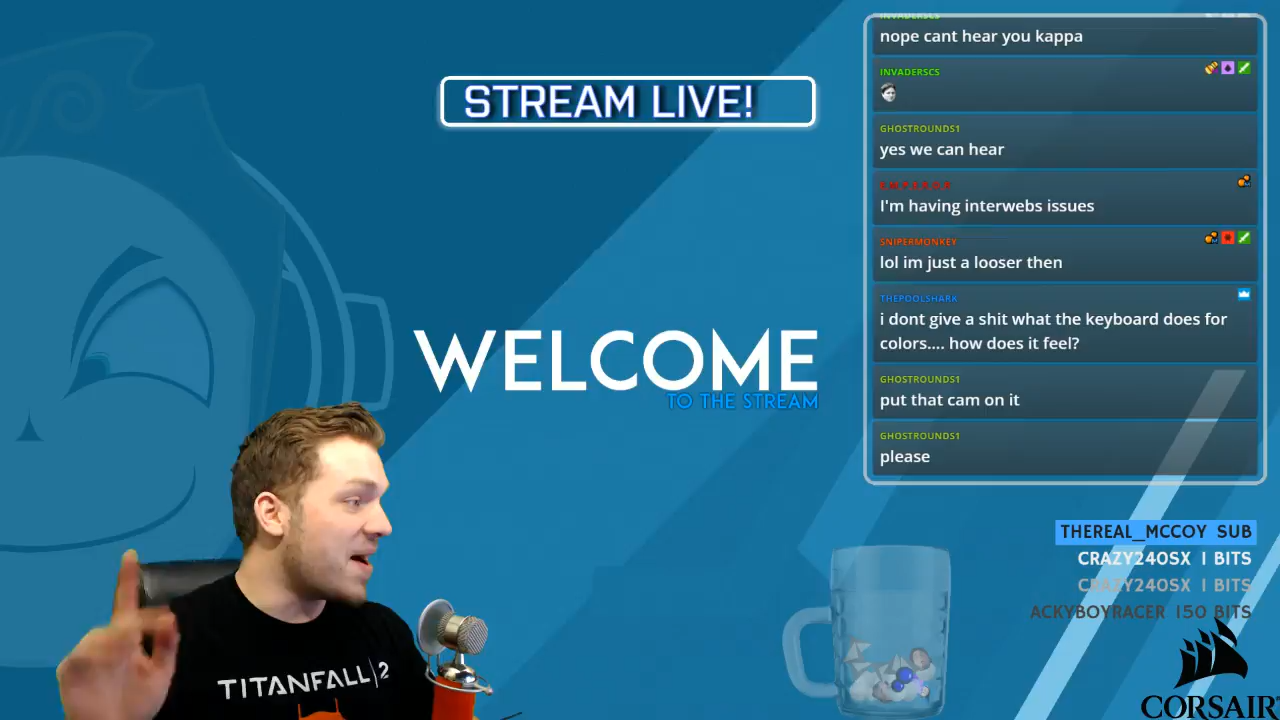 STREAM LIVE!
WELCOME
TO THE STREAM
TITANFALL 2
INVADERSCS
nope cant hear you kappa
INVADERSCS
GHOSTROUNDS1
yes we can hear
I'm having interwebs issues
SNIPERMONKEY
lol im just a looser then
THEPOOLSHARK
i dont give a shit what the keyboard does for
colors.... how does it feel?
GHOSTROUNDS1
put that cam on it
GHOSTROUNDS1
please
THEREAL_MCCOY SUB
CRAZY240SX 1 BITS
CRAZY240SX 1 BITS
ACKYBOYRACER 150 BITS
CORSAIR